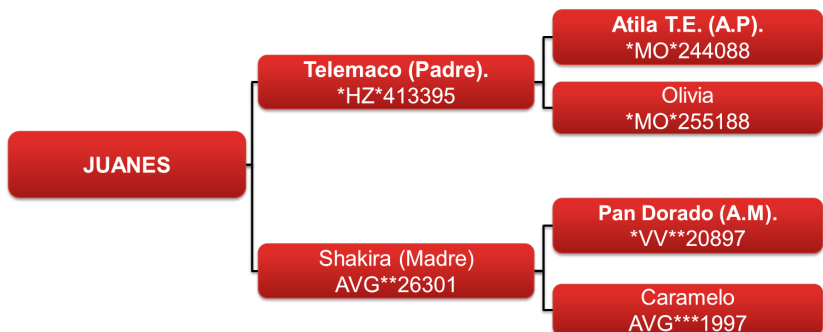 Atila T.E. (A.P).
*MO*244088
Telemaco (Padre).
*HZ*413395
Olivia
*MO*255188
JUANES
Pan Dorado (A.M).
*VV**20897
Shakira (Madre)
AVG**26301
Caramelo
AVG***1997